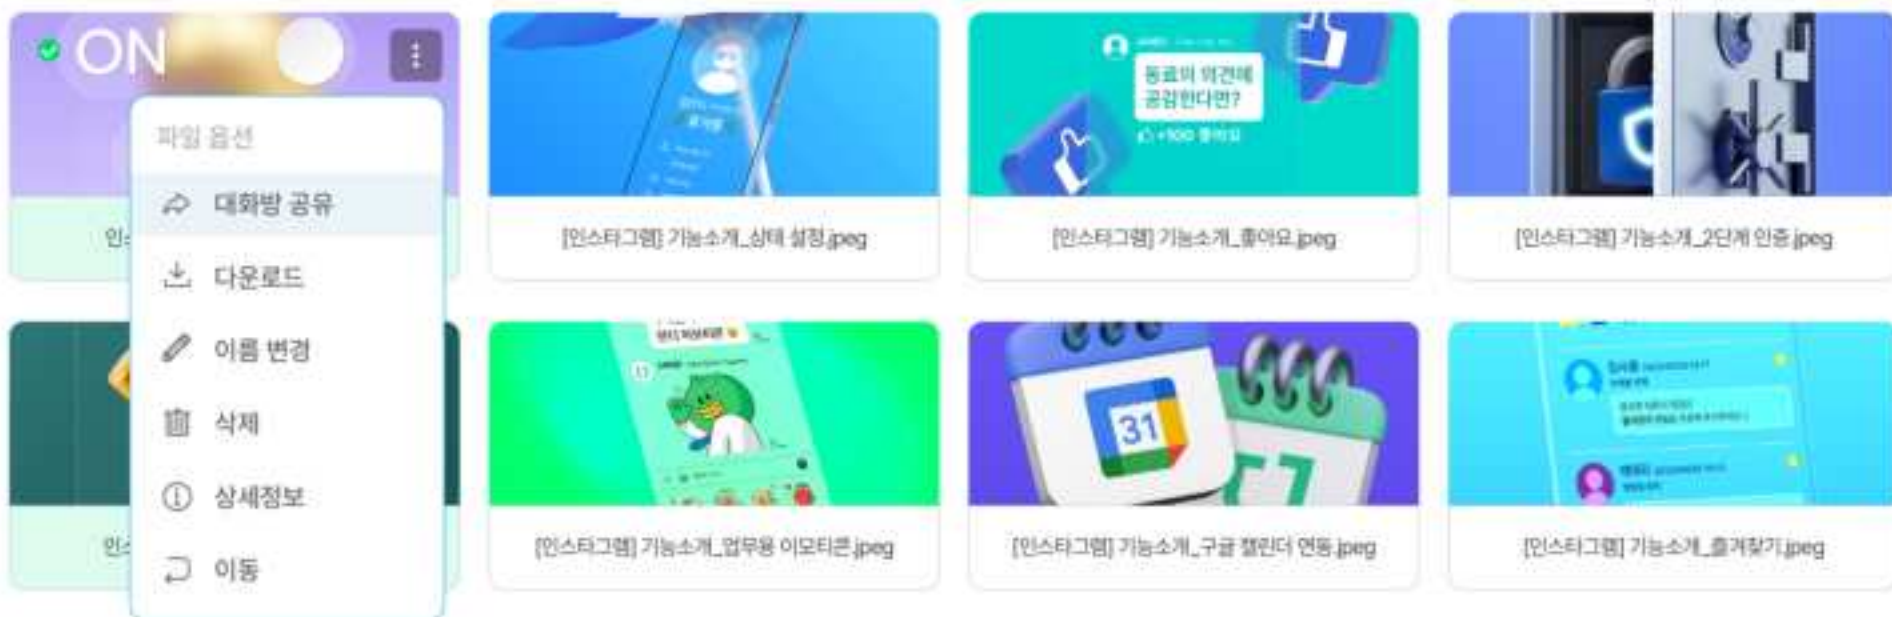 ON
파일 옵션
대화방 공유
다운로드
이름 변경
삭제
상세정보
이동
동료의 의견에
공감한다면?
+100 좋아요
[인스타그램] 기능소개_상태 설정.jpeg
[인스타그램] 기능소개_좋아요.jpeg
[인스타그램] 기능소개_2단계 인증.jpeg
31
[인스타그램] 기능소개_업무용 이모티콘.jpeg
[인스타그램] 기능소개_구글 캘린더 연동.jpeg
[인스타그램] 기능소개_즐겨찾기.jpeg